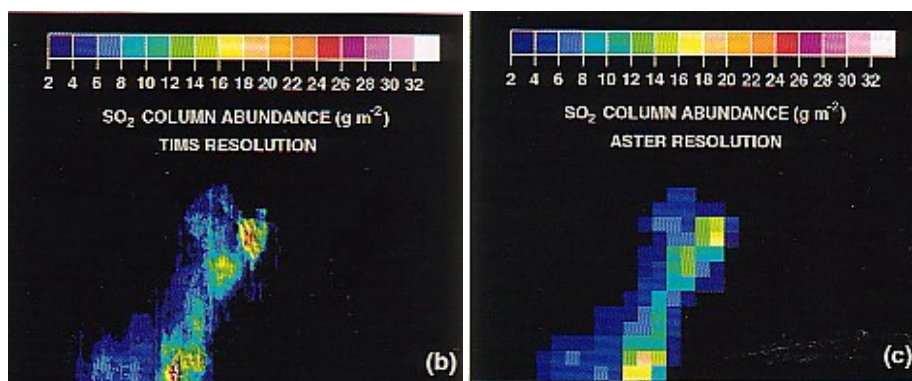 2 4 6 8 10 12 14 16 18 20 22 24 26 28 30 32
SO₂ COLUMN ABUNDANCE (g m⁻²)
TIMS RESOLUTION
(b)
2 4 6 8 10 12 14 16 18 20 22 24 26 28 30 32
SO₂ COLUMN ABUNDANCE (g m⁻²)
ASTER RESOLUTION
(c)